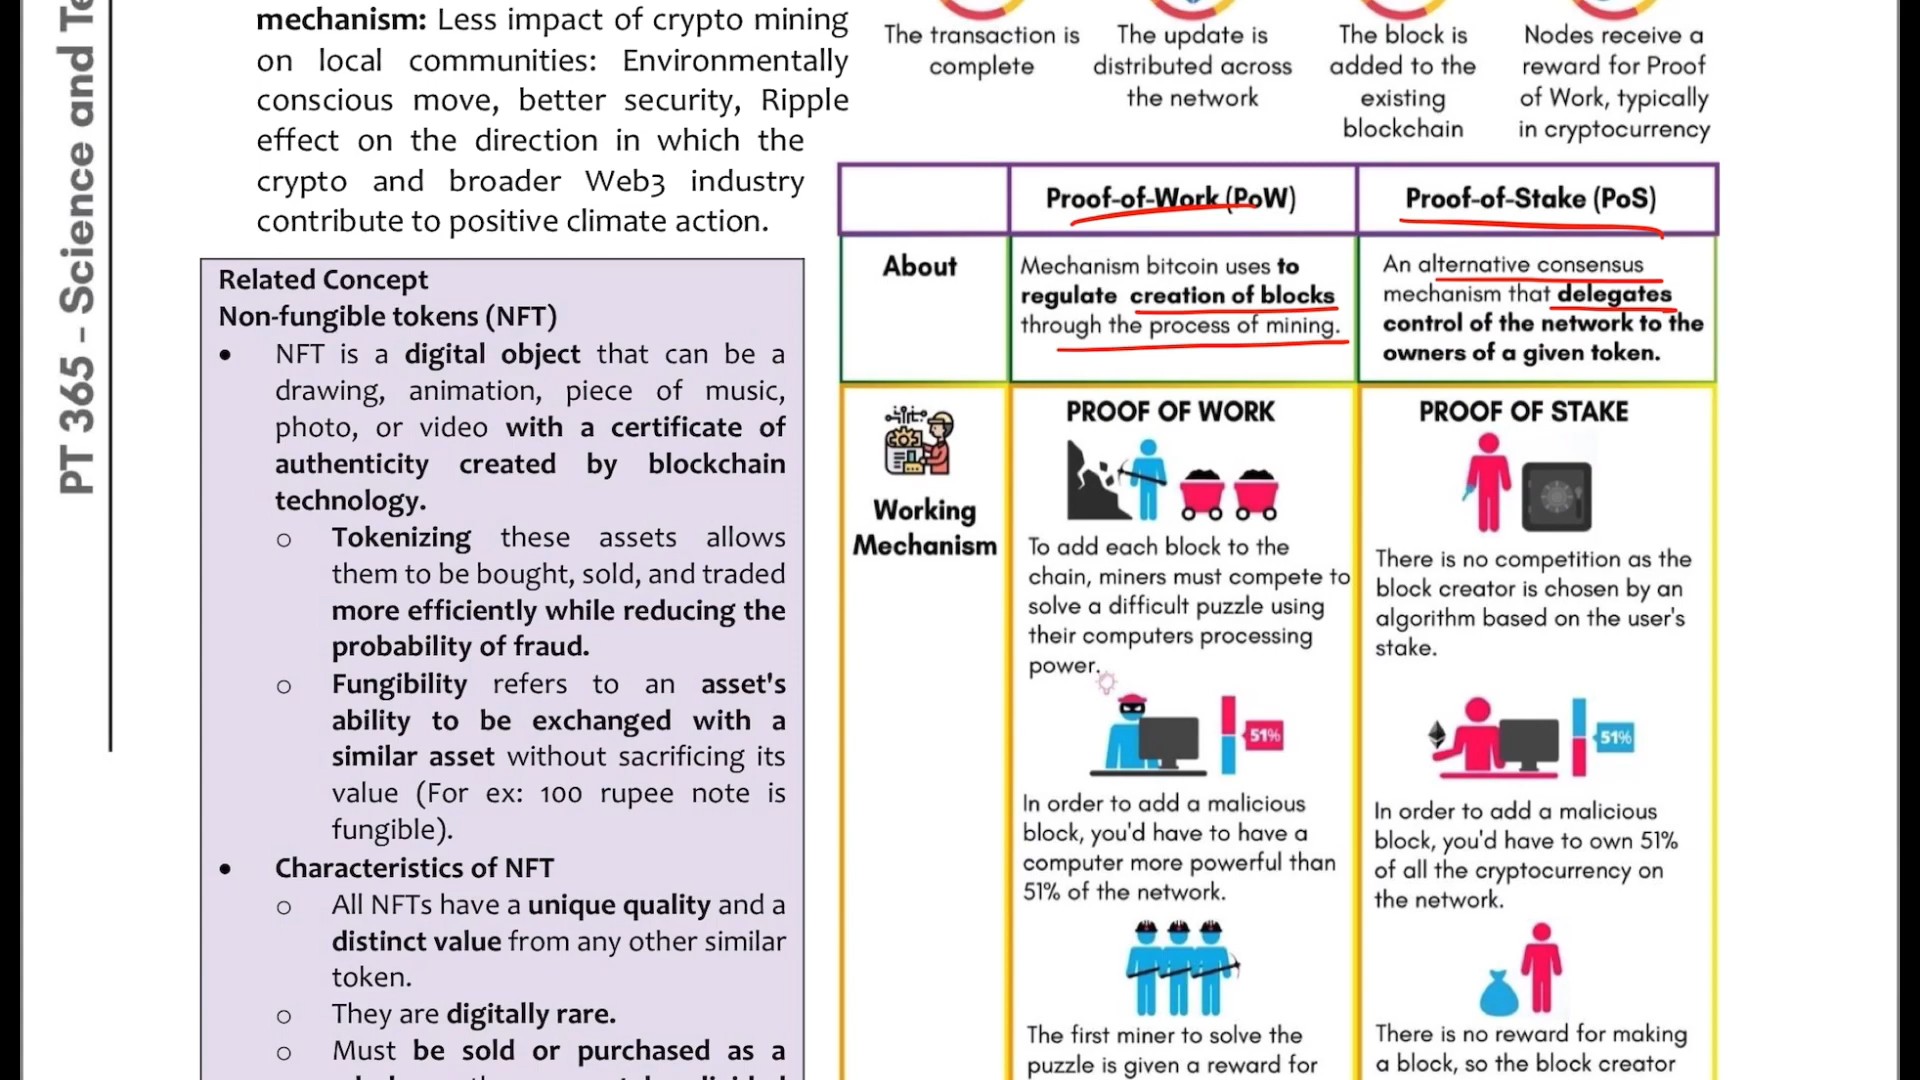 PT 365 - Science and Te
mechanism: Less impact of crypto mining
on local communities: Environmentally
conscious move, better security, Ripple
effect on the direction in which the
crypto and broader Web3 industry
contribute to positive climate action.
Related Concept
Non-fungible tokens (NFT)
• NFT is a digital object that can be a
drawing, animation, piece of music,
photo, or video with a certificate of
authenticity created by blockchain
technology.
o Tokenizing these assets allows
them to be bought, sold, and traded
more efficiently while reducing the
probability of fraud.
o Fungibility refers to an asset's
ability to be exchanged with a
similar asset without sacrificing its
value (For ex: 100 rupee note is
fungible).
• Characteristics of NFT
o All NFTs have a unique quality and a
distinct value from any other similar
token.
o They are digitally rare.
o Must be sold or purchased as a
The transaction is
complete
The update is
distributed across
the network
The block is
added to the
existing
blockchain
Nodes receive a
reward for Proof
of Work, typically
in cryptocurrency
Proof-of-Work (PoW)
Proof-of-Stake (PoS)
About
Mechanism bitcoin uses to
regulate creation of blocks
through the process of mining.
An alternative consensus
mechanism that delegates
control of the network to the
owners of a given token.
Working
Mechanism
PROOF OF WORK
To add each block to the
chain, miners must compete to
solve a difficult puzzle using
their computers processing
power.
51%
In order to add a malicious
block, you'd have to have a
computer more powerful than
51% of the network.
The first miner to solve the
puzzle is given a reward for
PROOF OF STAKE
There is no competition as the
block creator is chosen by an
algorithm based on the user's
stake.
51%
In order to add a malicious
block, you'd have to own 51%
of all the cryptocurrency on
the network.
There is no reward for making
a block, so the block creator